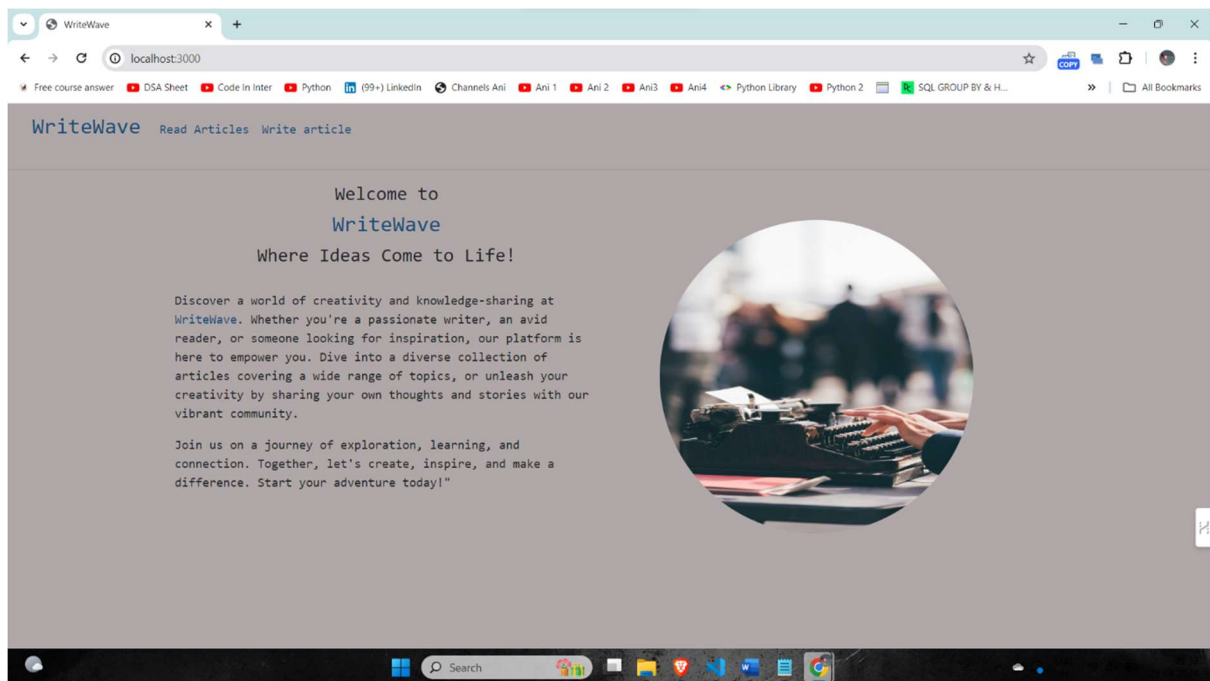 WriteWave
localhost:3000
COPY
Free course answer
DSA Sheet
Code In Inter
Python
(99+) LinkedIn
Channels Ani
Ani 1
Ani 2
Ani3
Ani4
Python Library
Python 2
SQL GROUP BY & H...
All Bookmarks
WriteWave Read Articles Write article
Welcome to
WriteWave
Where Ideas Come to Life!
Discover a world of creativity and knowledge-sharing at
WriteWave. Whether you're a passionate writer, an avid
reader, or someone looking for inspiration, our platform is
here to empower you. Dive into a diverse collection of
articles covering a wide range of topics, or unleash your
creativity by sharing your own thoughts and stories with our
vibrant community.
Join us on a journey of exploration, learning, and
connection. Together, let's create, inspire, and make a
difference. Start your adventure today!"
Search